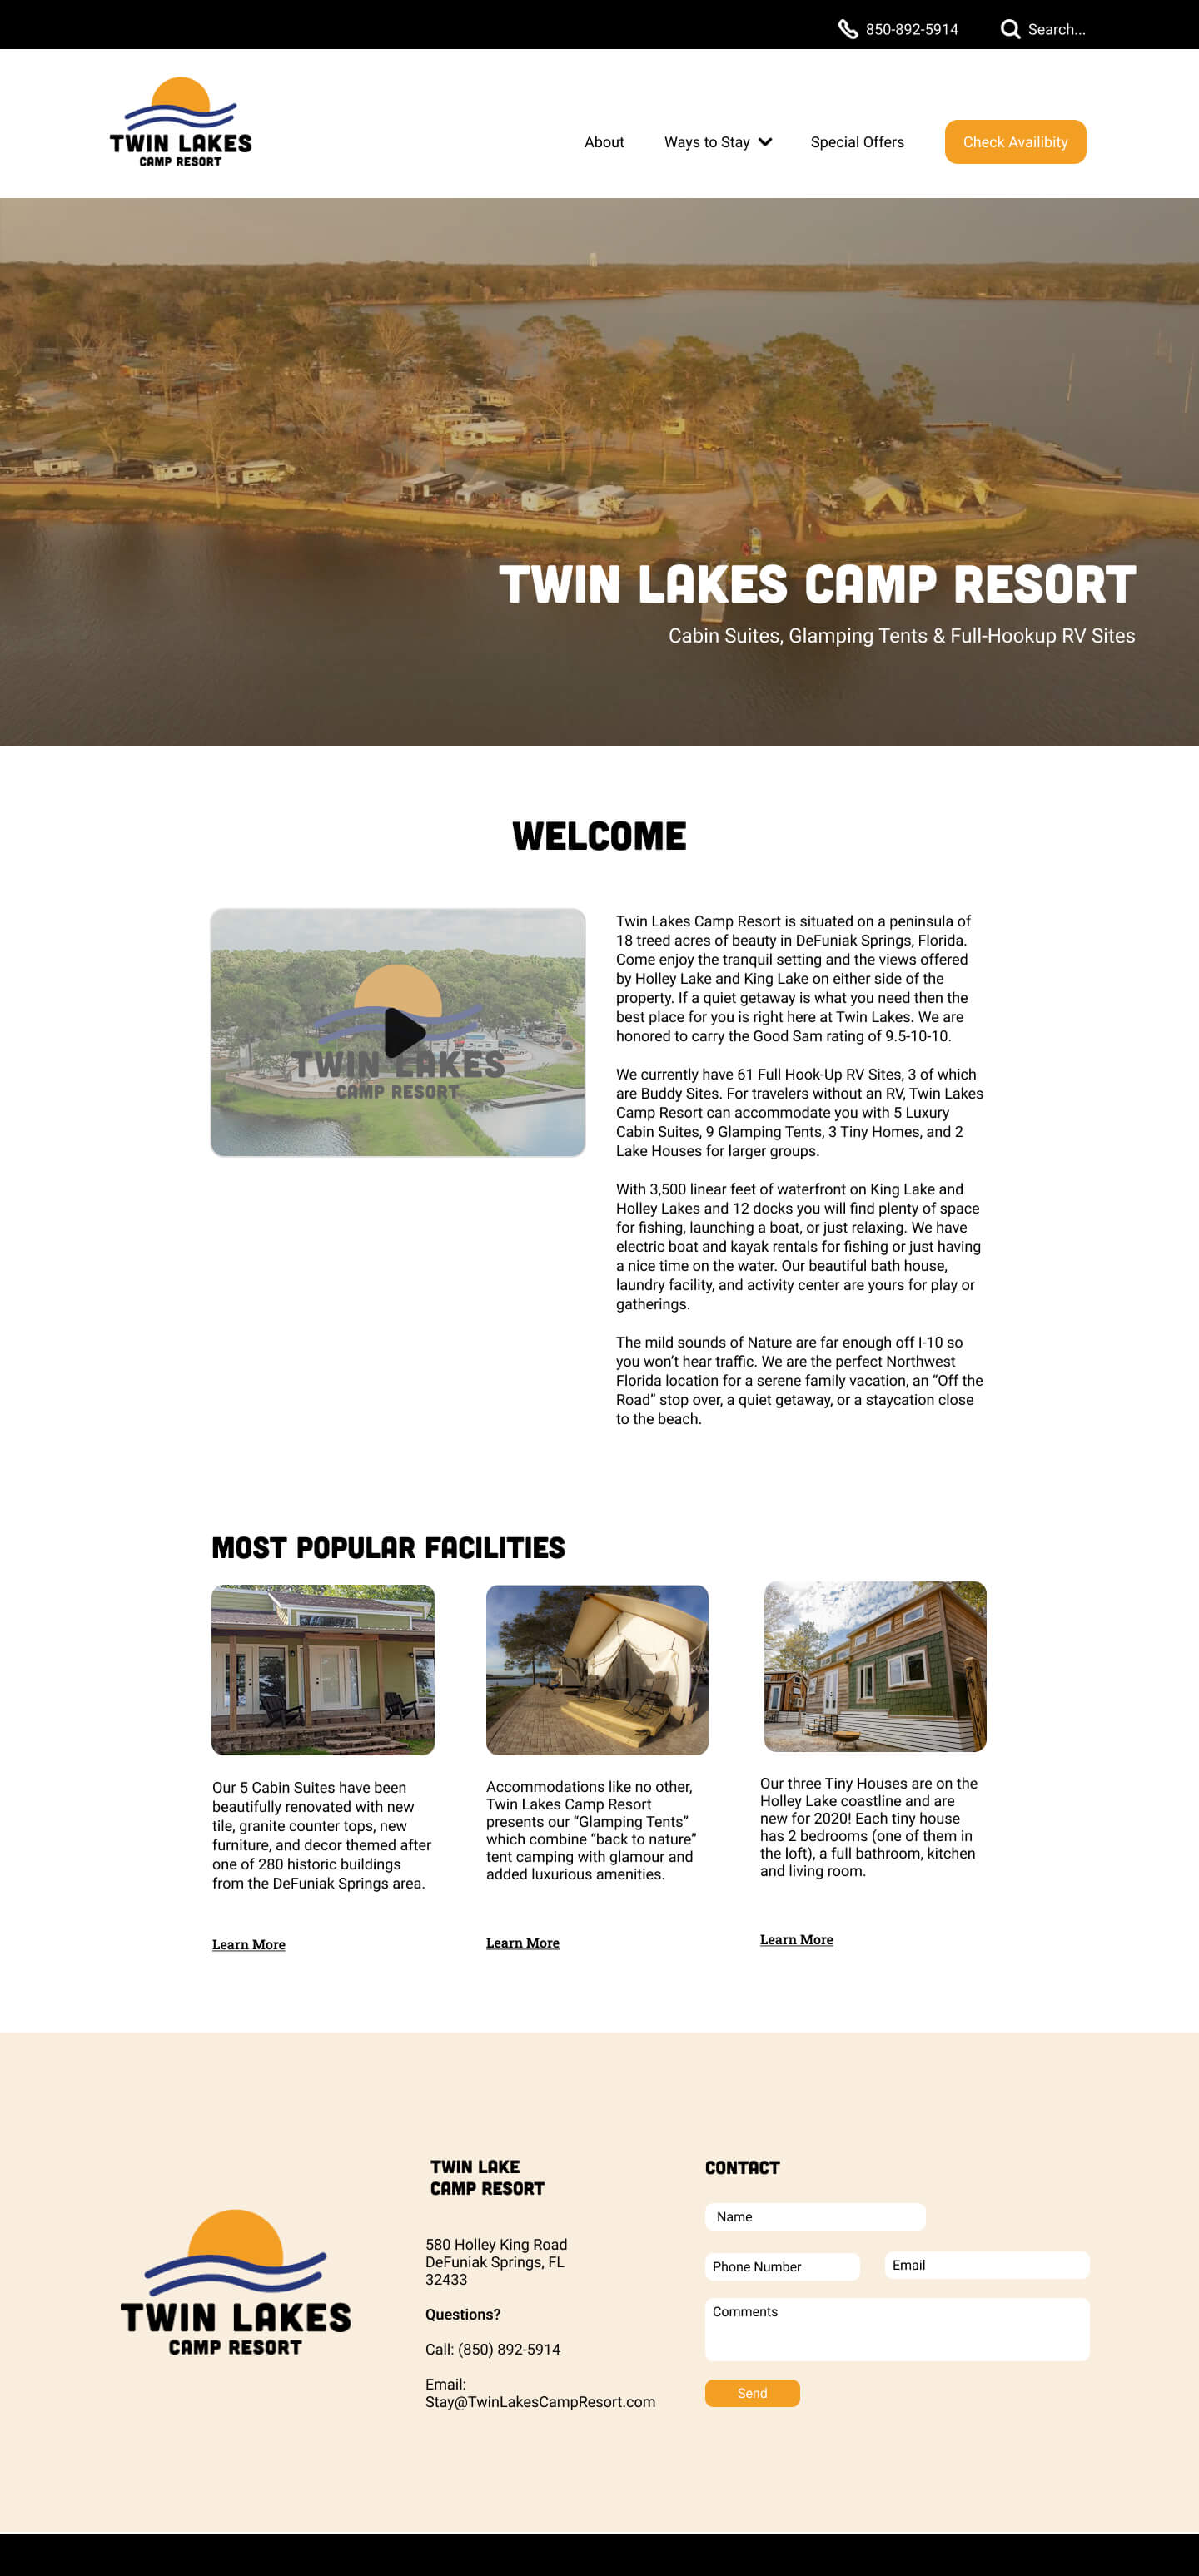 850-892-5914
Search...
TWIN LAKES
CAMP RESORT
About
Ways to Stay
Special Offers
Check Availibity
TWIN LAKES CAMP RESORT
Cabin Suites, Glamping Tents & Full-Hookup RV Sites
WELCOME
TWIN LAKES
CAMP RESORT
Twin Lakes Camp Resort is situated on a peninsula of
18 treed acres of beauty in DeFuniak Springs, Florida.
Come enjoy the tranquil setting and the views offered
by Holley Lake and King Lake on either side of the
property. If a quiet getaway is what you need then the
best place for you is right here at Twin Lakes. We are
honored to carry the Good Sam rating of 9.5-10-10.
We currently have 61 Full Hook-Up RV Sites, 3 of which
are Buddy Sites. For travelers without an RV, Twin Lakes
Camp Resort can accommodate you with 5 Luxury
Cabin Suites, 9 Glamping Tents, 3 Tiny Homes, and 2
Lake Houses for larger groups.
With 3,500 linear feet of waterfront on King Lake and
Holley Lakes and 12 docks you will find plenty of space
for fishing, launching a boat, or just relaxing. We have
electric boat and kayak rentals for fishing or just having
a nice time on the water. Our beautiful bath house,
laundry facility, and activity center are yours for play or
gatherings.
The mild sounds of Nature are far enough off I-10 so
you won’t hear traffic. We are the perfect Northwest
Florida location for a serene family vacation, an “Off the
Road” stop over, a quiet getaway, or a staycation close
to the beach.
MOST POPULAR FACILITIES
Our 5 Cabin Suites have been
beautifully renovated with new
tile, granite counter tops, new
furniture, and decor themed after
one of 280 historic buildings
from the DeFuniak Springs area.
Learn More
Accommodations like no other,
Twin Lakes Camp Resort
presents our “Glamping Tents”
which combine “back to nature”
tent camping with glamour and
added luxurious amenities.
Learn More
Our three Tiny Houses are on the
Holley Lake coastline and are
new for 2020! Each tiny house
has 2 bedrooms (one of them in
the loft), a full bathroom, kitchen
and living room.
Learn More
TWIN LAKES
CAMP RESORT
TWIN LAKE
CAMP RESORT
580 Holley King Road
DeFuniak Springs, FL
32433
Questions?
Call: (850) 892-5914
Email:
Stay@TwinLakesCampResort.com
CONTACT
Name
Phone Number
Email
Comments
Send